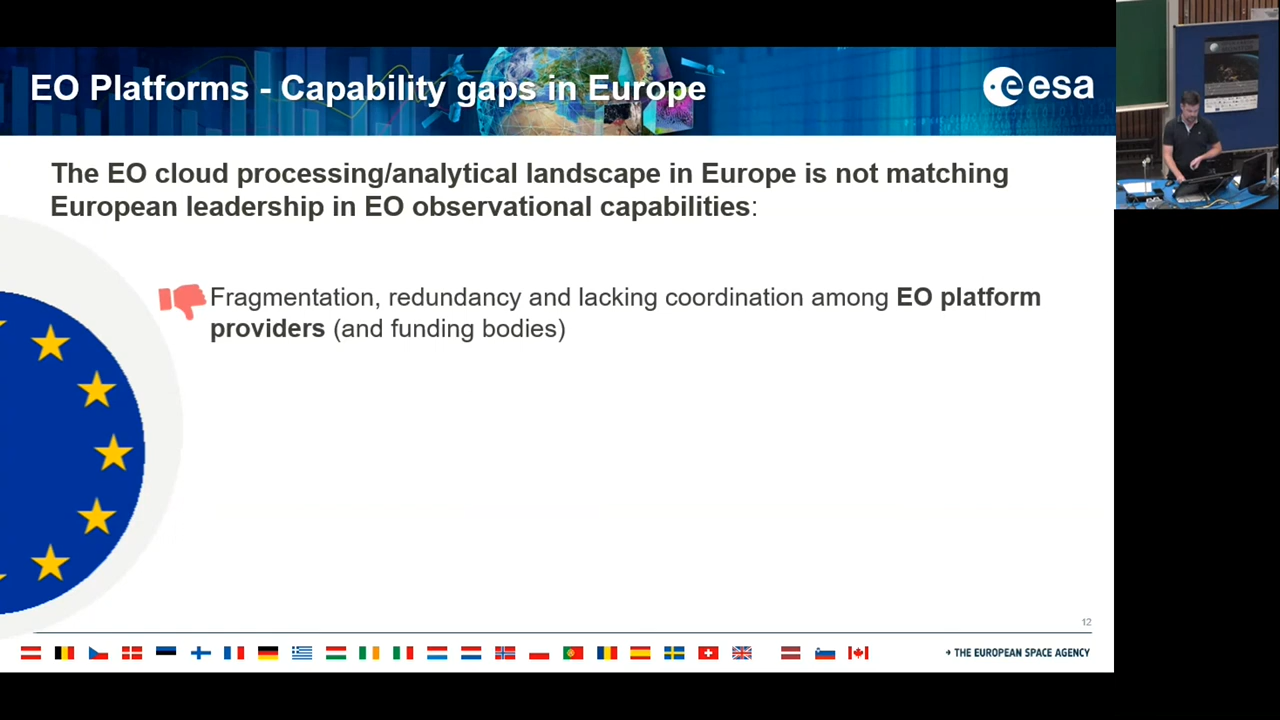 EO Platforms - Capability gaps in Europe
esa
The EO cloud processing/analytical landscape in Europe is not matching
European leadership in EO observational capabilities:
Fragmentation, redundancy and lacking coordination among EO platform
providers (and funding bodies)
12
→ THE EUROPEAN SPACE AGENCY